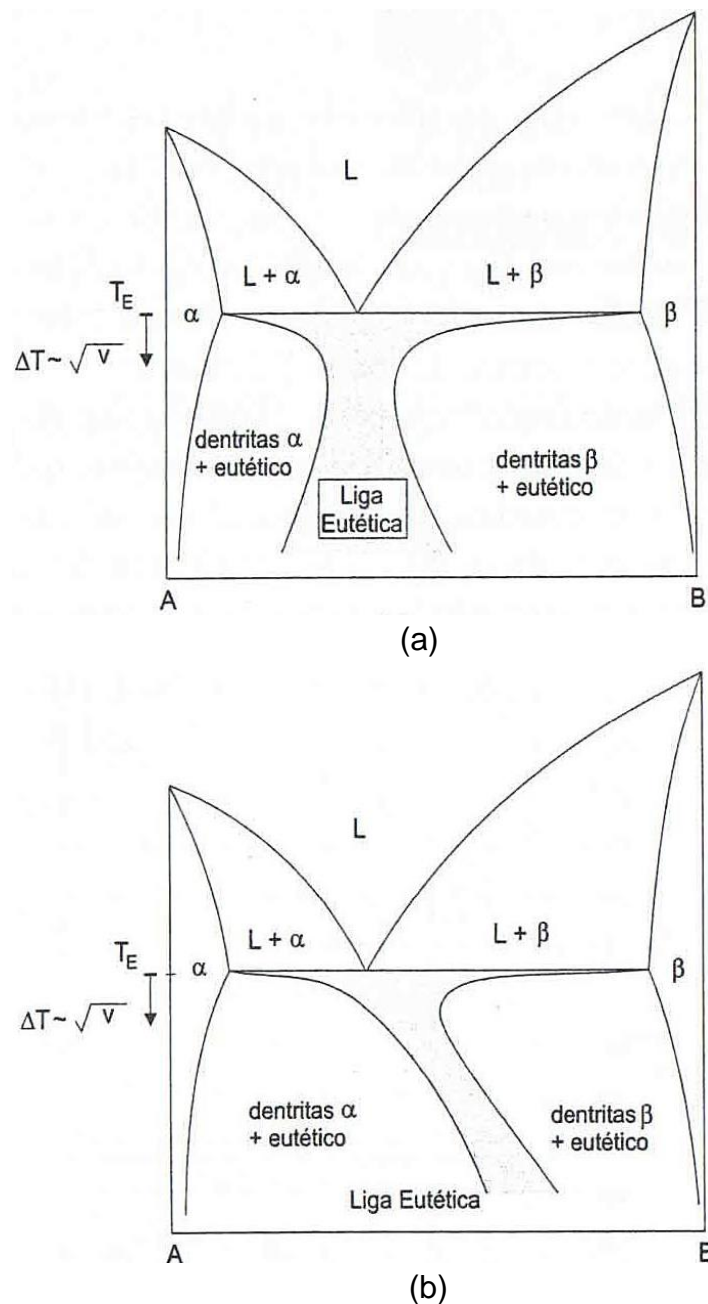 L
L + α
L + β
T_E
α
β
ΔT ~ √v
dentritas α
+ eutético
dentritas β
+ eutético
Liga
Eutética
A
B
(a)
L
L + α
L + β
T_E
α
β
ΔT ~ √v
dentritas α
+ eutético
dentritas β
+ eutético
Liga Eutética
A
B
(b)